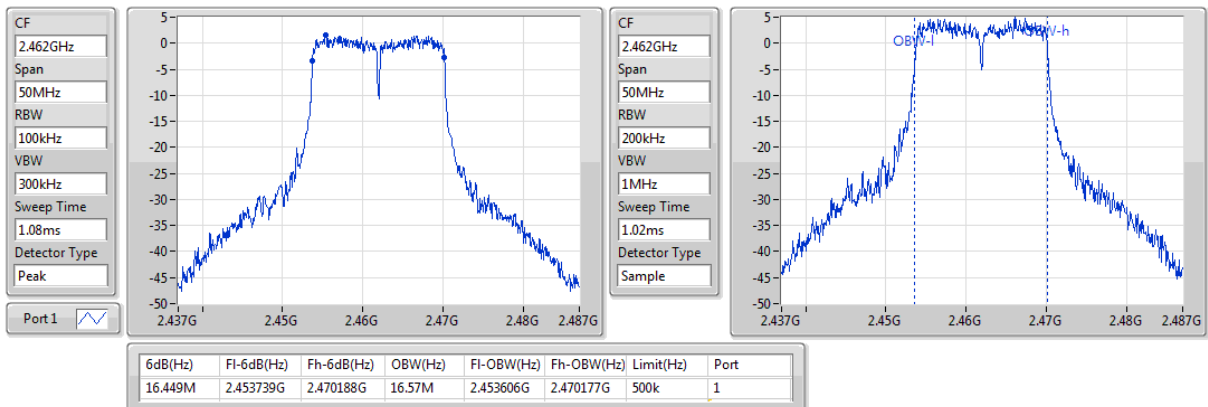 CF
2.462GHz
Span
50MHz
RBW
100kHz
VBW
300kHz
Sweep Time
1.08ms
Detector Type
Peak
Port 1
5
0
-5
-10
-15
-20
-25
-30
-35
-40
-45
-50
2.437G 2.45G 2.46G 2.47G 2.48G 2.487G
CF
2.462GHz
Span
50MHz
RBW
200kHz
VBW
1MHz
Sweep Time
1.02ms
Detector Type
Sample
5
0
-5
-10
-15
-20
-25
-30
-35
-40
-45
-50
OBW-l OBW-h
2.437G 2.45G 2.46G 2.47G 2.48G 2.487G
6dB(Hz) Fl-6dB(Hz) Fh-6dB(Hz) OBW(Hz) Fl-OBW(Hz) Fh-OBW(Hz) Limit(Hz) Port
16.449M 2.453739G 2.470188G 16.57M 2.453606G 2.470177G 500k 1